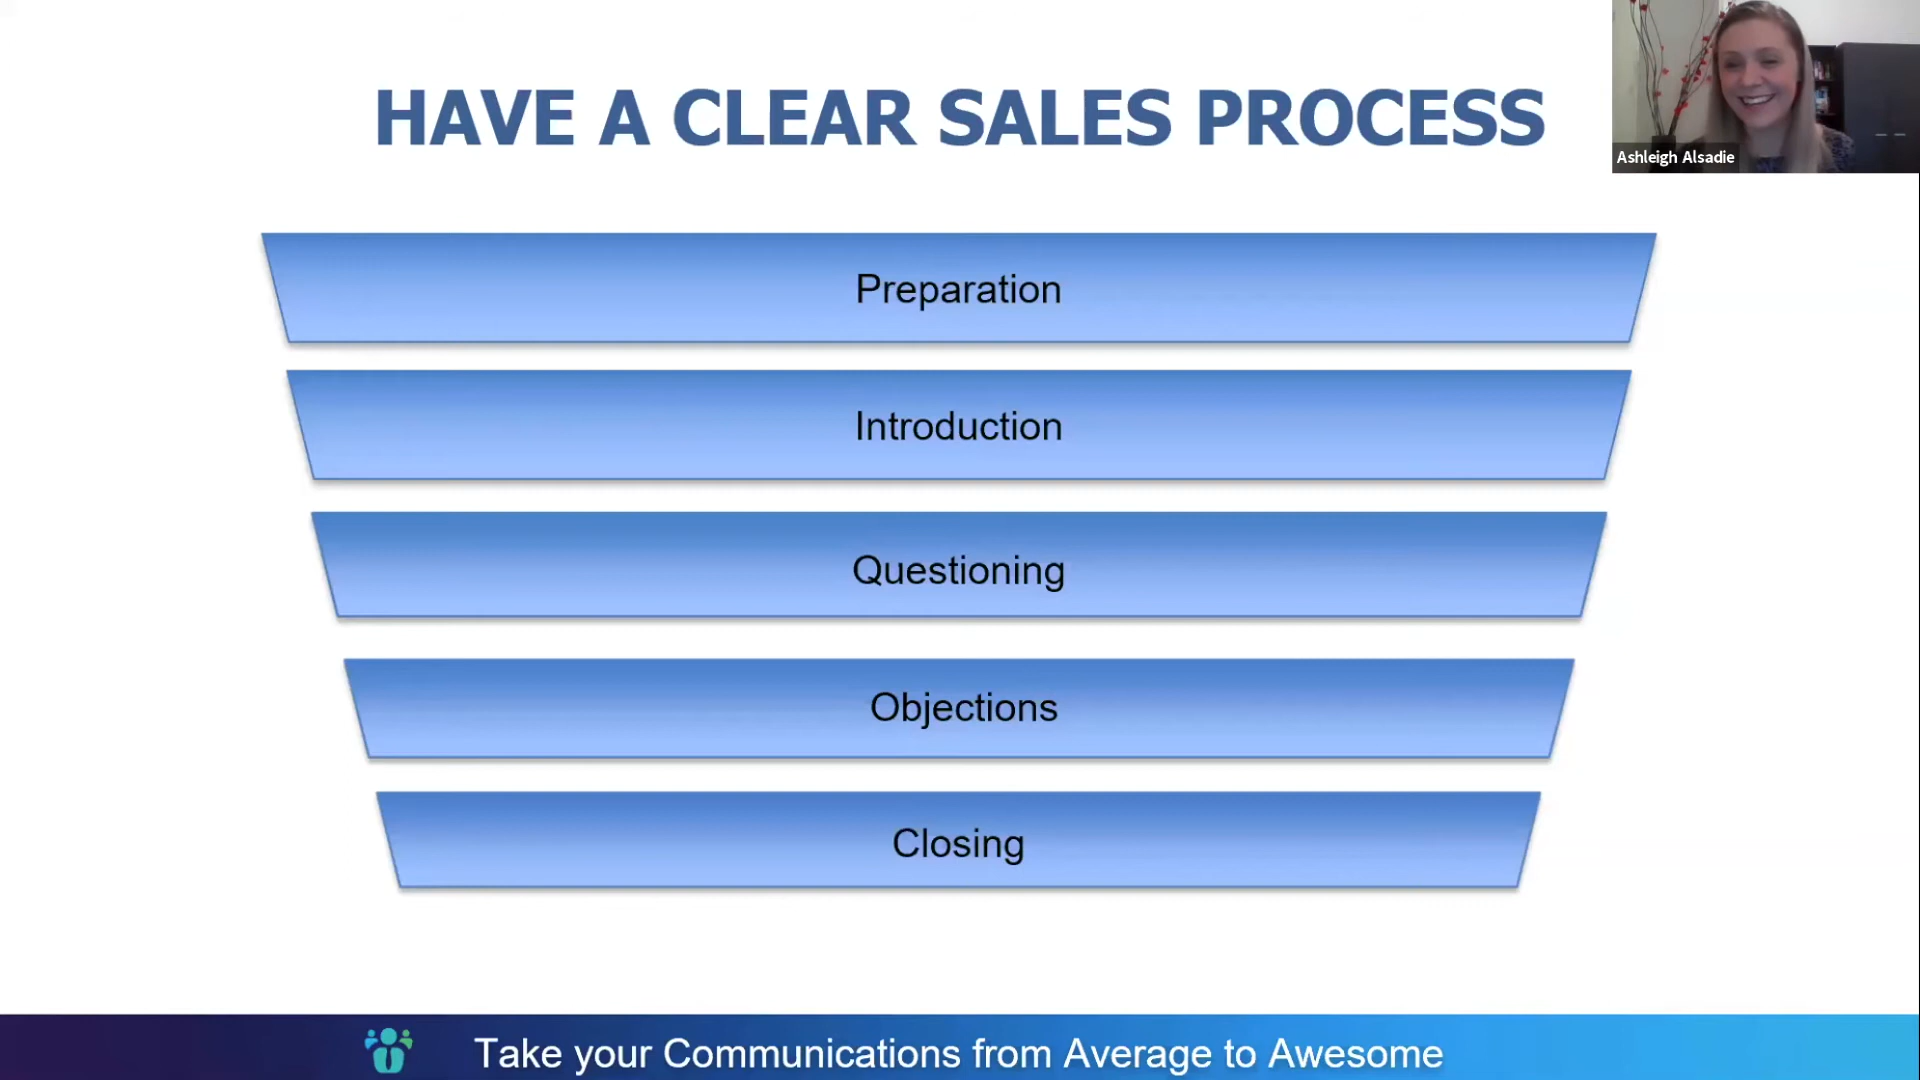 HAVE A CLEAR SALES PROCESS
Ashleigh Alsadie
Preparation
Introduction
Questioning
Objections
Closing
Take your Communications from Average to Awesome